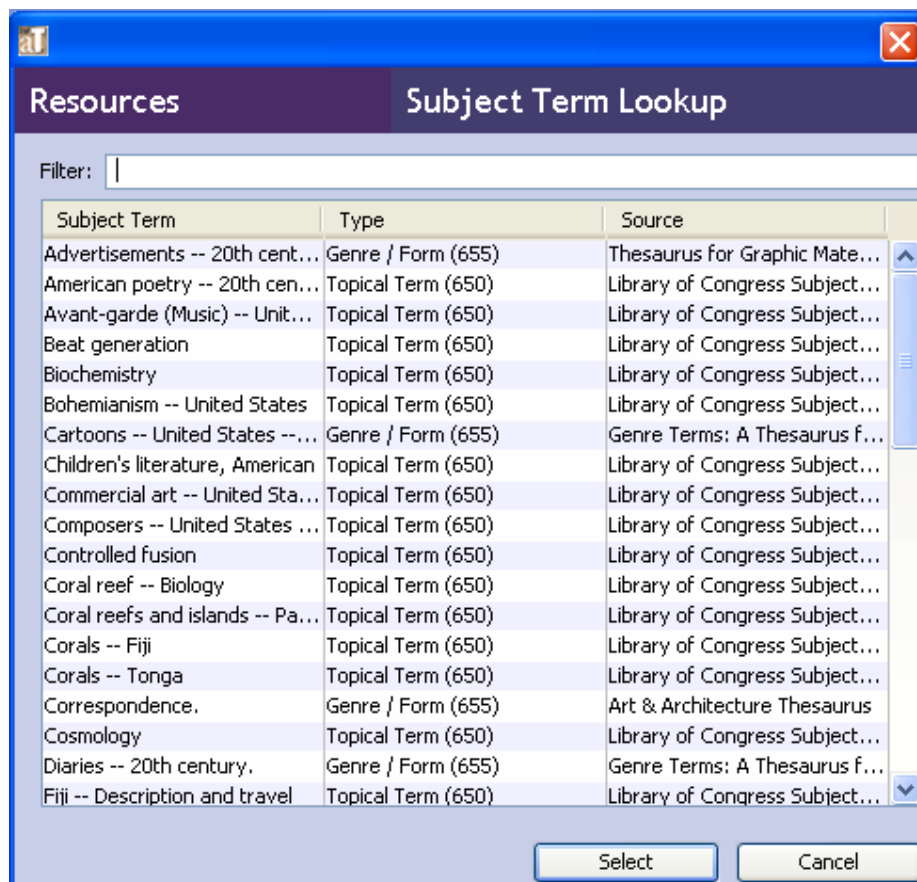 aT
Resources Subject Term Lookup
Filter:
Subject Term Type Source
Advertisements -- 20th cent... Genre / Form (655) Thesaurus for Graphic Mate...
American poetry -- 20th cen... Topical Term (650) Library of Congress Subject...
Avant-garde (Music) -- Unit... Topical Term (650) Library of Congress Subject...
Beat generation Topical Term (650) Library of Congress Subject...
Biochemistry Topical Term (650) Library of Congress Subject...
Bohemianism -- United States Topical Term (650) Library of Congress Subject...
Cartoons -- United States --... Genre / Form (655) Genre Terms: A Thesaurus f...
Children's literature, American Topical Term (650) Library of Congress Subject...
Commercial art -- United Sta... Topical Term (650) Library of Congress Subject...
Composers -- United States ... Topical Term (650) Library of Congress Subject...
Controlled fusion Topical Term (650) Library of Congress Subject...
Coral reef -- Biology Topical Term (650) Library of Congress Subject...
Coral reefs and islands -- Pa... Topical Term (650) Library of Congress Subject...
Corals -- Fiji Topical Term (650) Library of Congress Subject...
Corals -- Tonga Topical Term (650) Library of Congress Subject...
Correspondence. Genre / Form (655) Art & Architecture Thesaurus
Cosmology Topical Term (650) Library of Congress Subject...
Diaries -- 20th century. Genre / Form (655) Genre Terms: A Thesaurus f...
Fiji -- Description and travel Topical Term (650) Library of Congress Subject...
Select Cancel